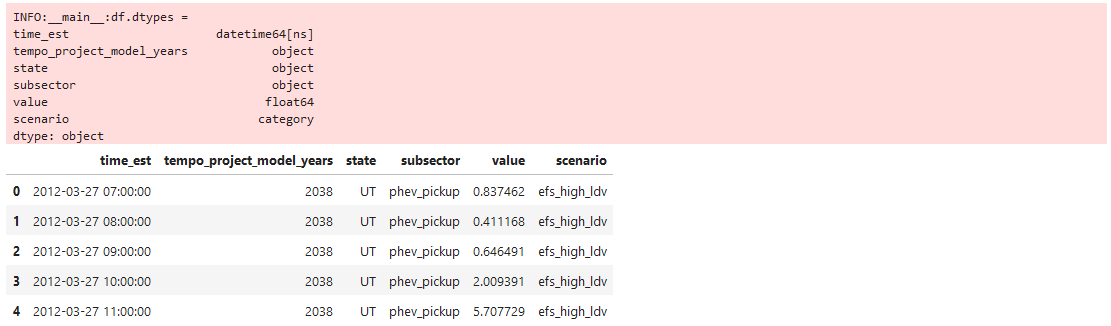 INFO:__main__:df.dtypes =
time_est datetime64[ns]
tempo_project_model_years object
state object
subsector object
value float64
scenario category
dtype: object
time_est tempo_project_model_years state subsector value scenario
0 2012-03-27 07:00:00 2038 UT phev_pickup 0.837462 efs_high_ldv
1 2012-03-27 08:00:00 2038 UT phev_pickup 0.411168 efs_high_ldv
2 2012-03-27 09:00:00 2038 UT phev_pickup 0.646491 efs_high_ldv
3 2012-03-27 10:00:00 2038 UT phev_pickup 2.009391 efs_high_ldv
4 2012-03-27 11:00:00 2038 UT phev_pickup 5.707729 efs_high_ldv